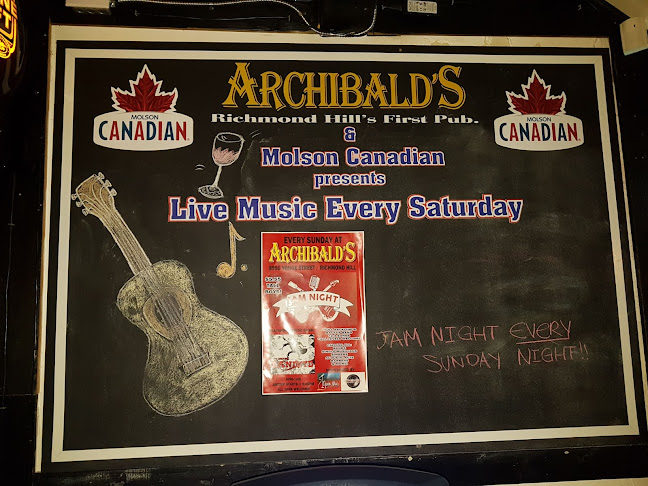 ARCHIBALD'S
Richmond Hill's First Pub.
MOLSON
CANADIAN
MOLSON
CANADIAN
&
Molson Canadian
presents
Live Music Every Saturday
EVERY SUNDAY AT
ARCHIBALD'S
STREET RICHMOND HILL
JAM NIGHT
JAM NIGHT EVERY
SUNDAY NIGHT!!